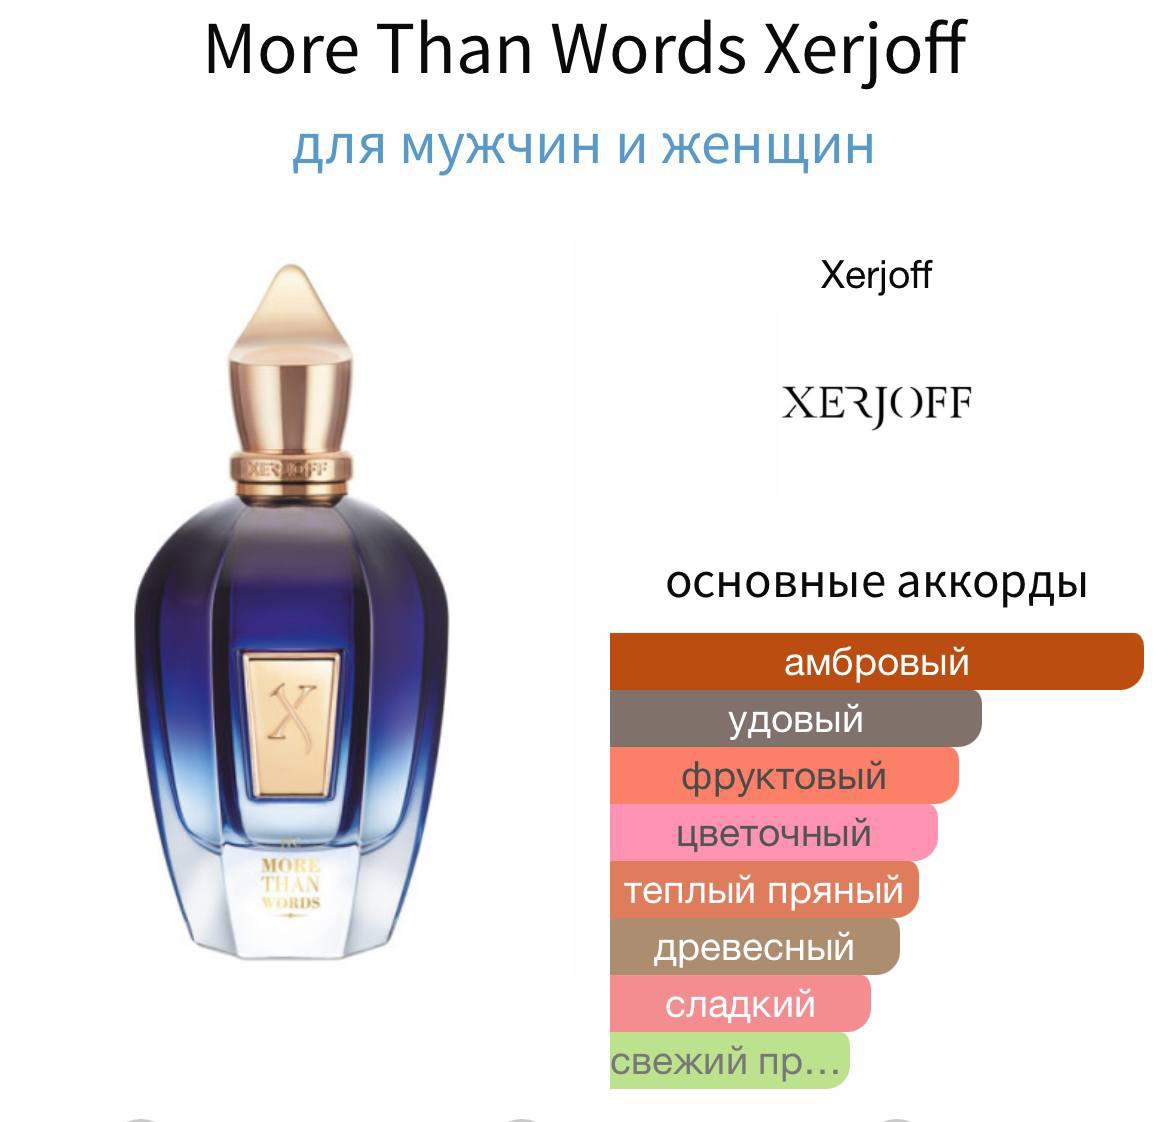 More Than Words Xerjoff
для мужчин и женщин
Xerjoff
XERJOFF
основные аккорды
амбровый
удовый
фруктовый
цветочный
теплый пряный
древесный
сладкий
свежий пр...
XERJOFF
X
MORE
THAN
WORDS